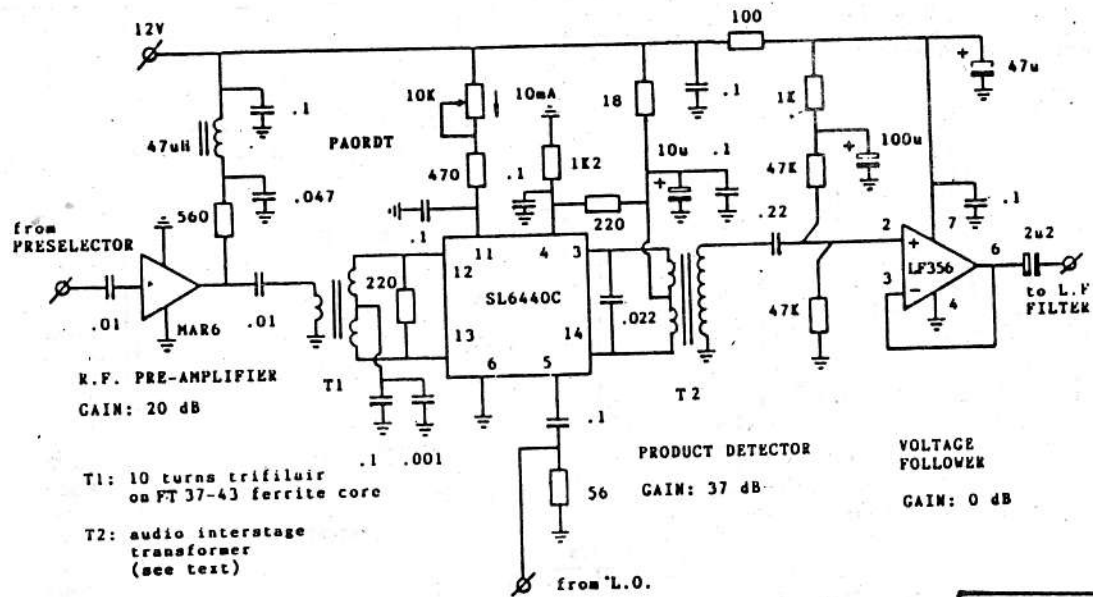 100
12V
47u
.1
10K
10mA
18
.1
1K
47uH
PAORDT
100u
10u
.1
47K
470
.1
1K2
.047
.1
560
220
.22
from
PRESELECTOR
.1
2
7
6
2u2
11
4
3
+
LF356
12
220
SL6440C
3
−
to L.F
FILTER
.022
47K
4
.01
MAR6
.01
13
14
6
5
R.F. PRE-AMPLIFIER
T1
T2
GAIN: 20 dB
.1
PRODUCT DETECTOR
VOLTAGE
FOLLOWER
.1 .001
T1: 10 turns trifiluir
on FT 37-43 ferrite core
56
GAIN: 37 dB
GAIN: 0 dB
T2: audio interstage
transformer
(see text)
from L.O.